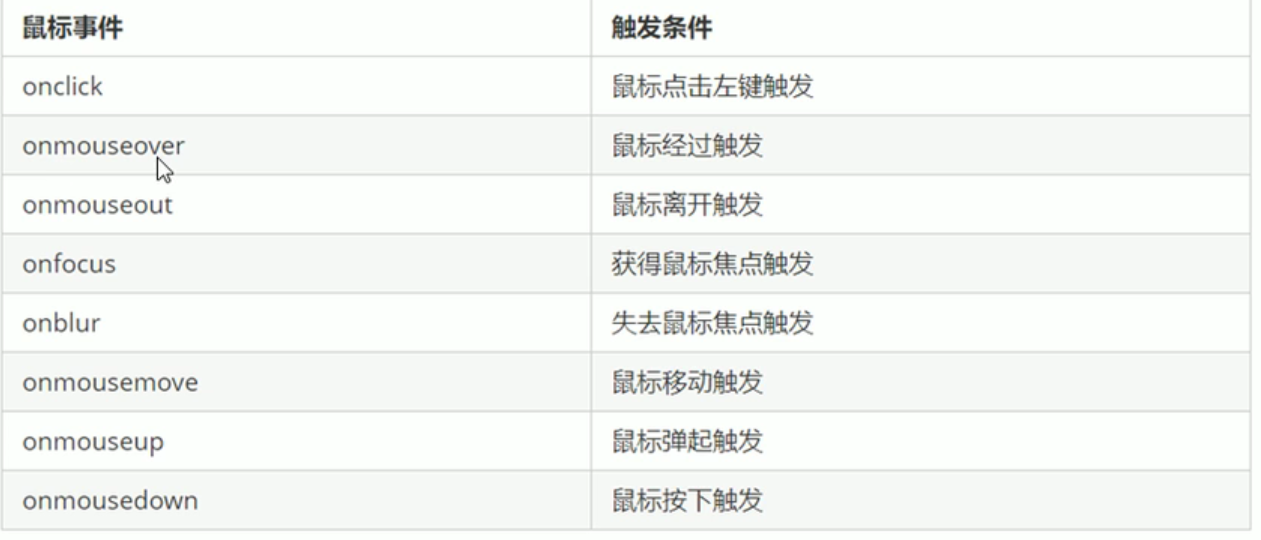 鼠标事件 触发条件
onclick 鼠标点击左键触发
onmouseover 鼠标经过触发
onmouseout 鼠标离开触发
onfocus 获得鼠标焦点触发
onblur 失去鼠标焦点触发
onmousemove 鼠标移动触发
onmouseup 鼠标弹起触发
onmousedown 鼠标按下触发